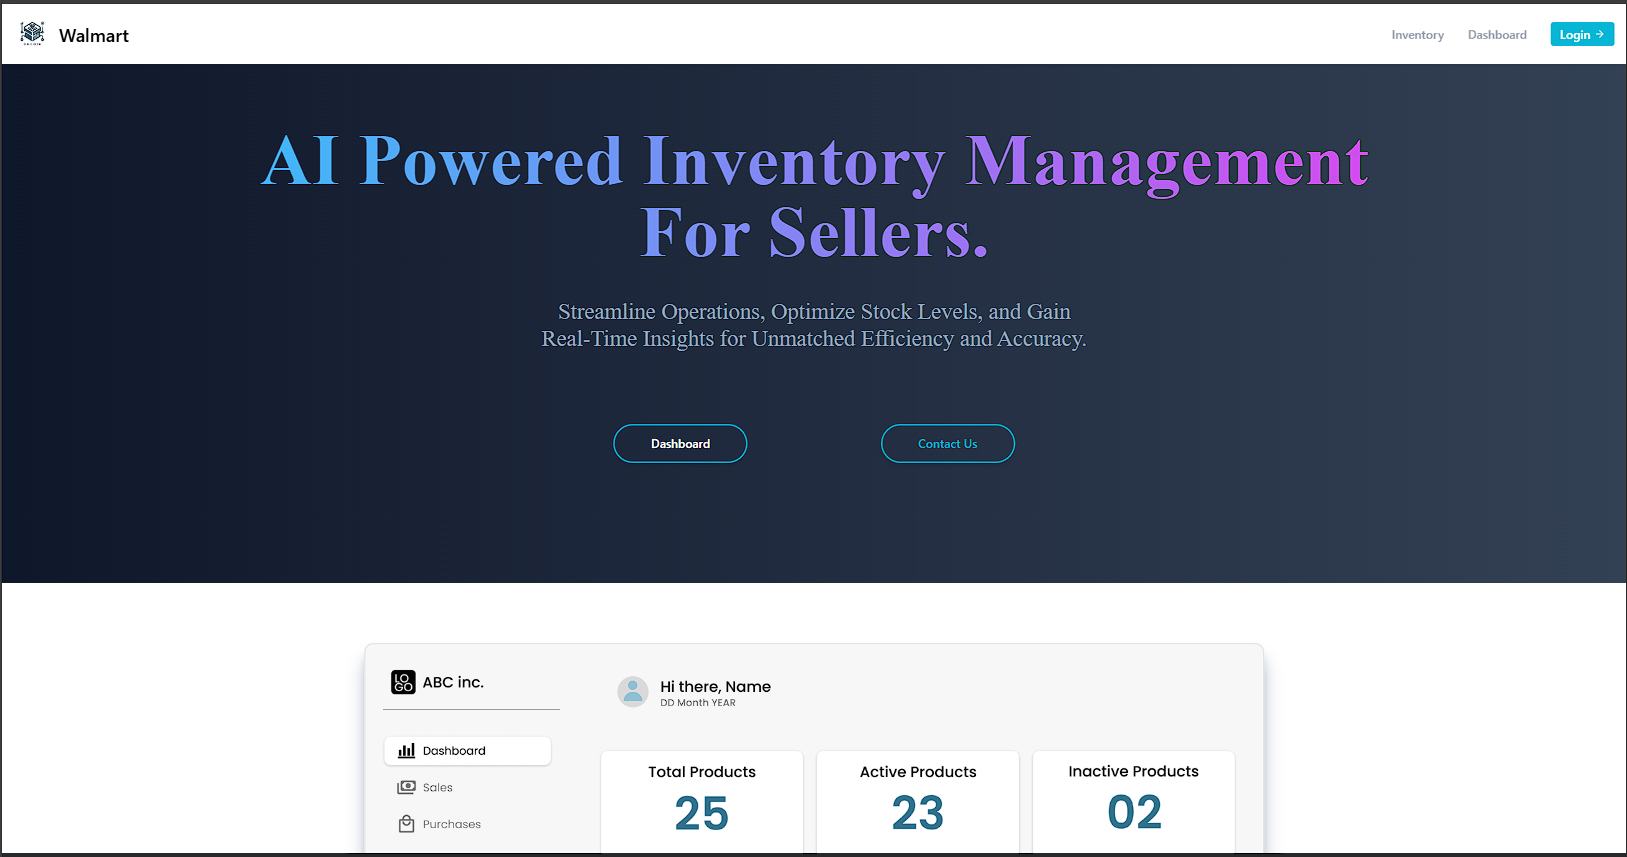 Walmart
Inventory
Dashboard
Login →
AI Powered Inventory Management
For Sellers.
Streamline Operations, Optimize Stock Levels, and Gain
Real-Time Insights for Unmatched Efficiency and Accuracy.
Dashboard
Contact Us
LO
GO
ABC inc.
Hi there, Name
DD Month YEAR
Dashboard
Sales
Purchases
Total Products
25
Active Products
23
Inactive Products
02